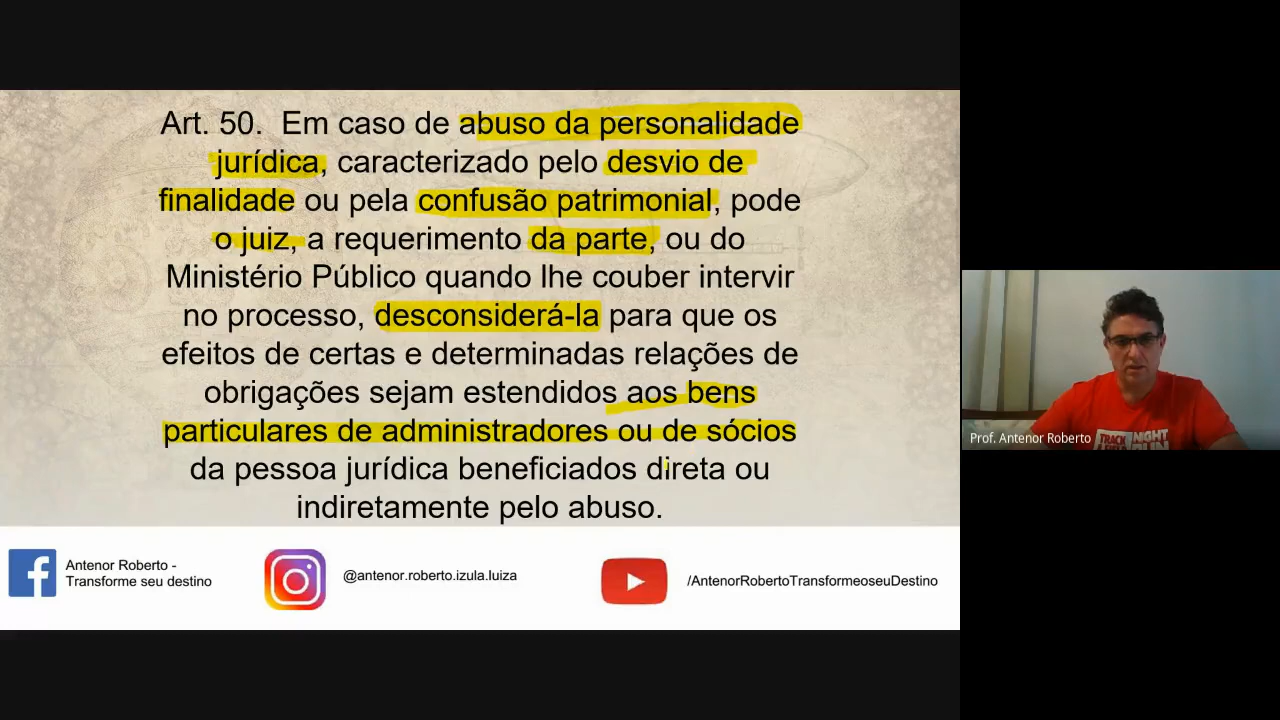 Art. 50.  Em caso de abuso da personalidade
jurídica, caracterizado pelo desvio de
finalidade ou pela confusão patrimonial, pode
o juiz, a requerimento da parte, ou do
Ministério Público quando lhe couber intervir
no processo, desconsiderá-la para que os
efeitos de certas e determinadas relações de
obrigações sejam estendidos aos bens
particulares de administradores ou de sócios
da pessoa jurídica beneficiados direta ou
indiretamente pelo abuso.
Antenor Roberto -
Transforme seu destino
@antenor.roberto.izula.luiza
/AntenorRobertoTransformeoseuDestino
Prof. Antenor Roberto
TRACK
NIGHT
RUN